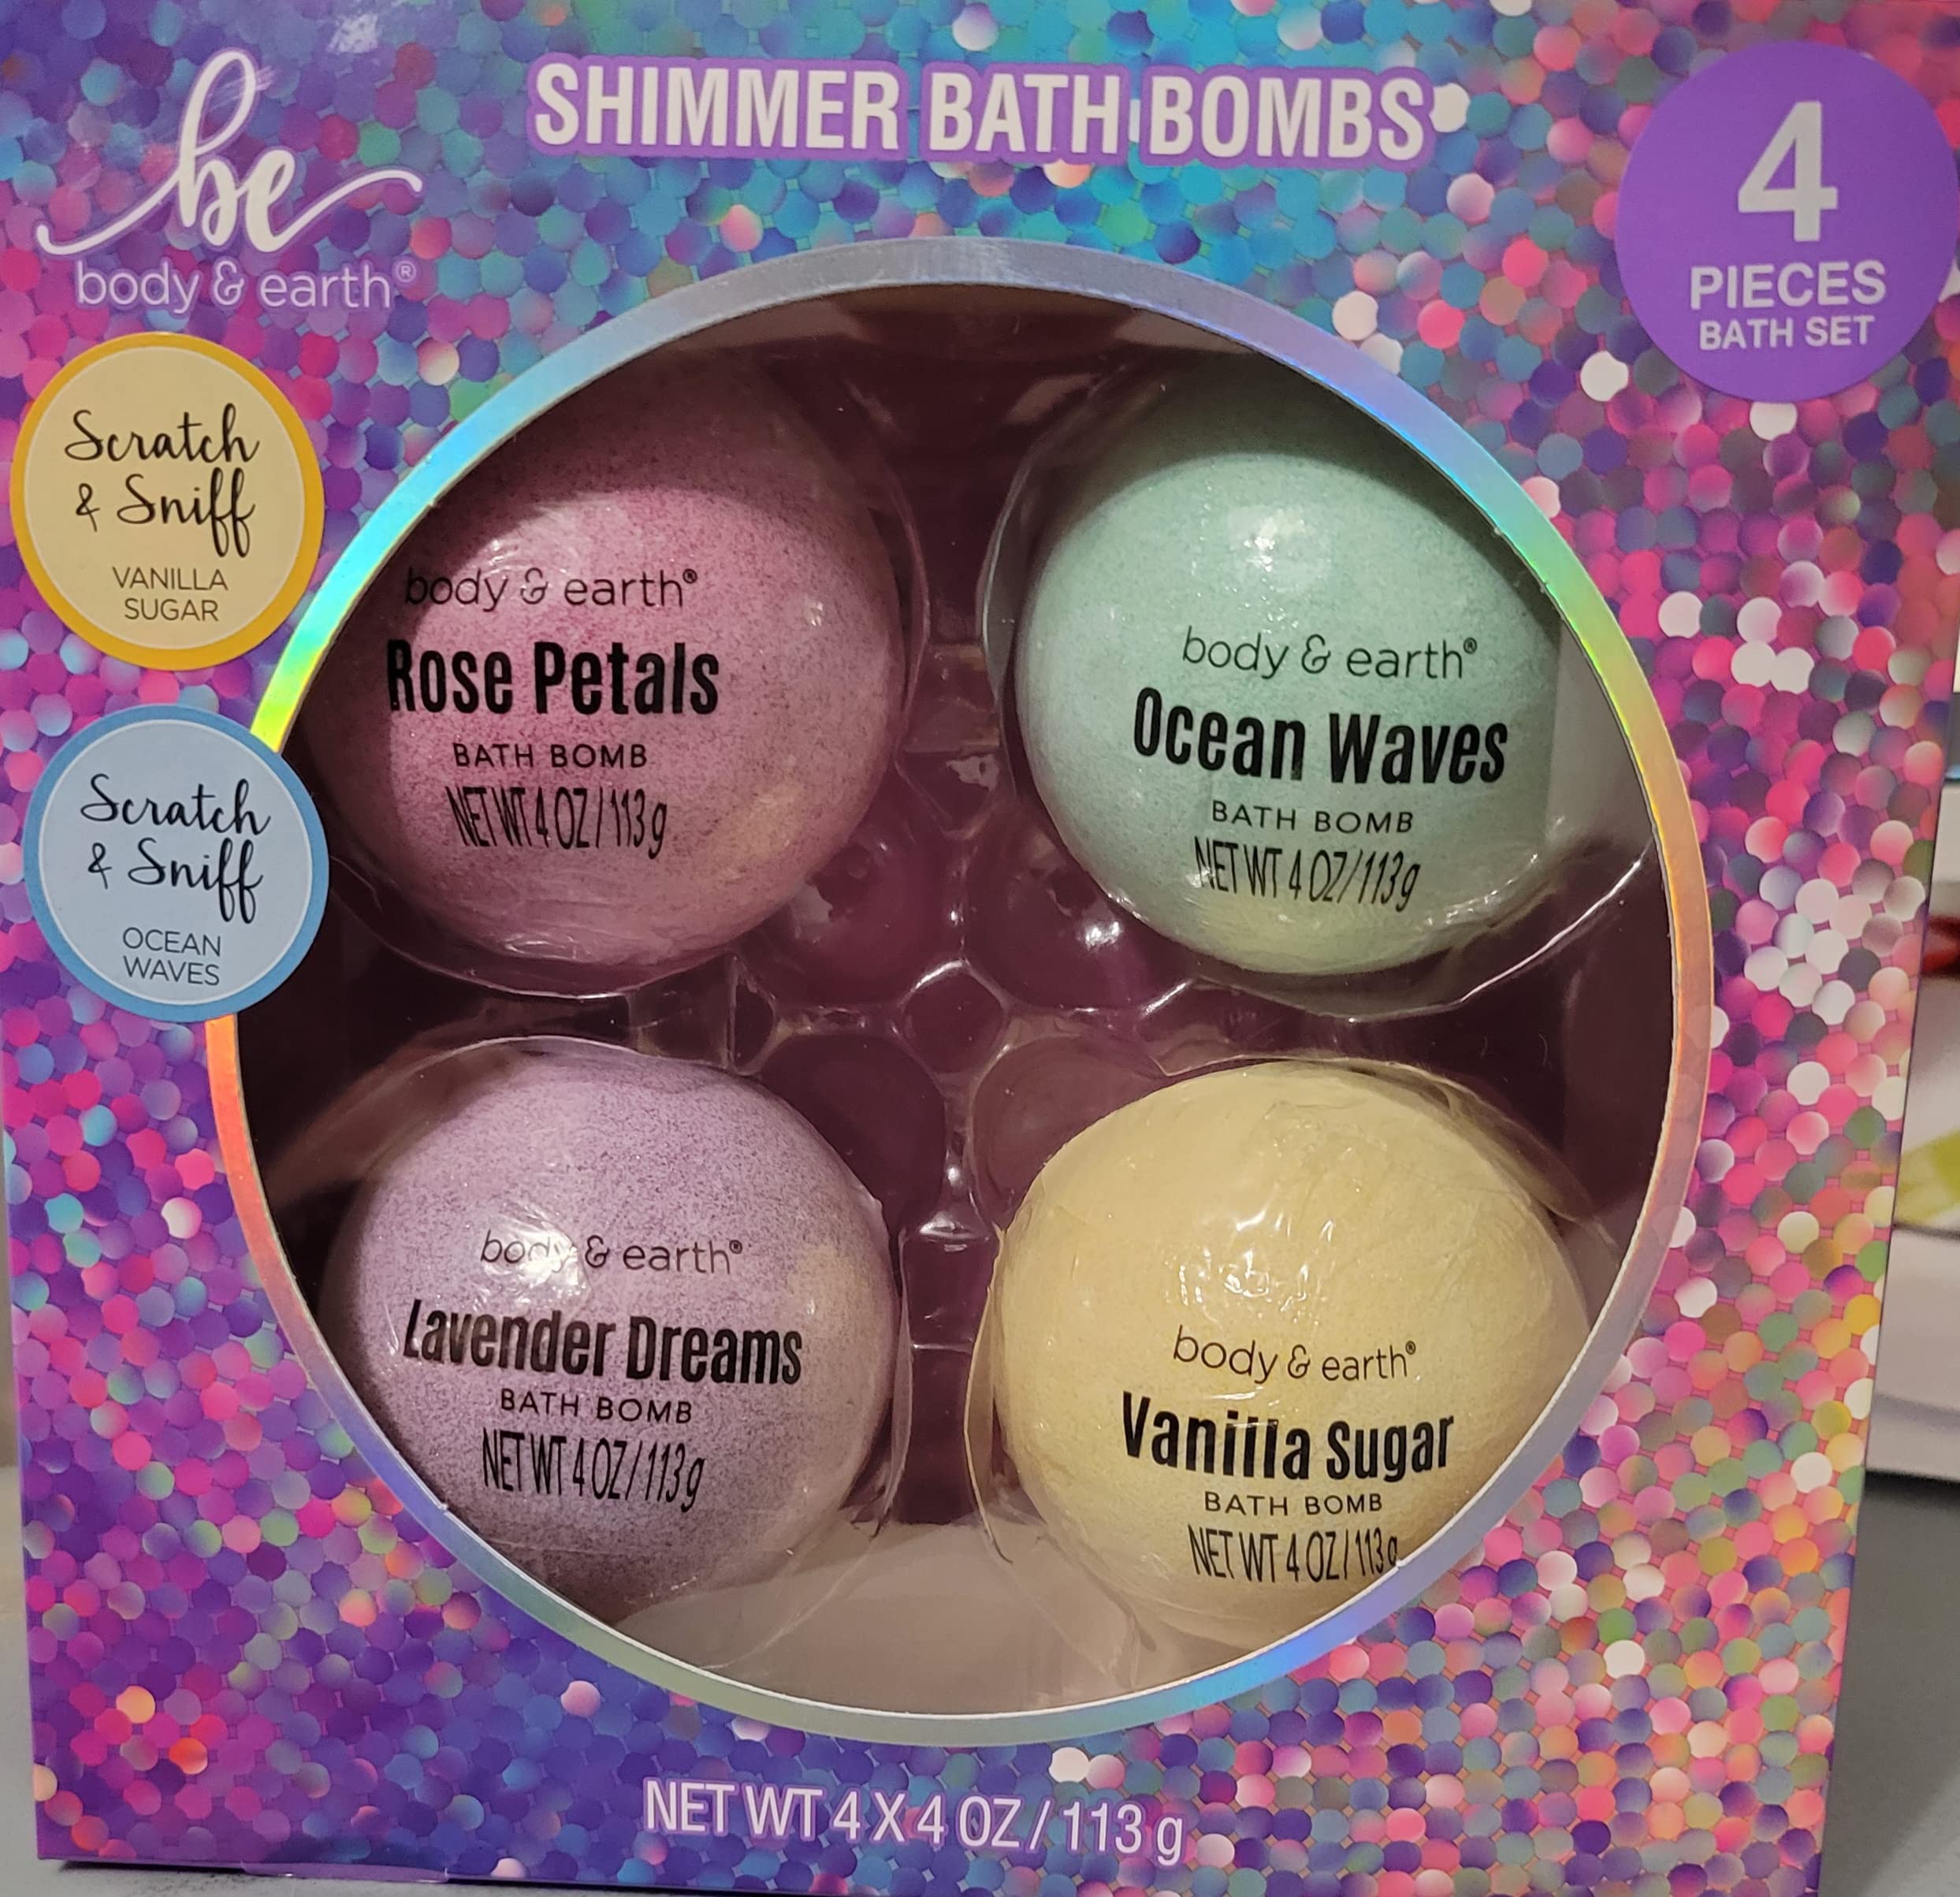 be
body & earth®
SHIMMER BATH BOMBS
4
PIECES
BATH SET
Scratch
& Sniff
VANILLA
SUGAR
Scratch
& Sniff
OCEAN
WAVES
body & earth®
Rose Petals
BATH BOMB
NET WT 4 OZ / 113 g
body & earth®
Ocean Waves
BATH BOMB
NET WT 4 OZ / 113 g
body & earth®
Lavender Dreams
BATH BOMB
NET WT 4 OZ / 113 g
body & earth®
Vanilla Sugar
BATH BOMB
NET WT 4 OZ / 113 g
NET WT 4 X 4 OZ / 113 g